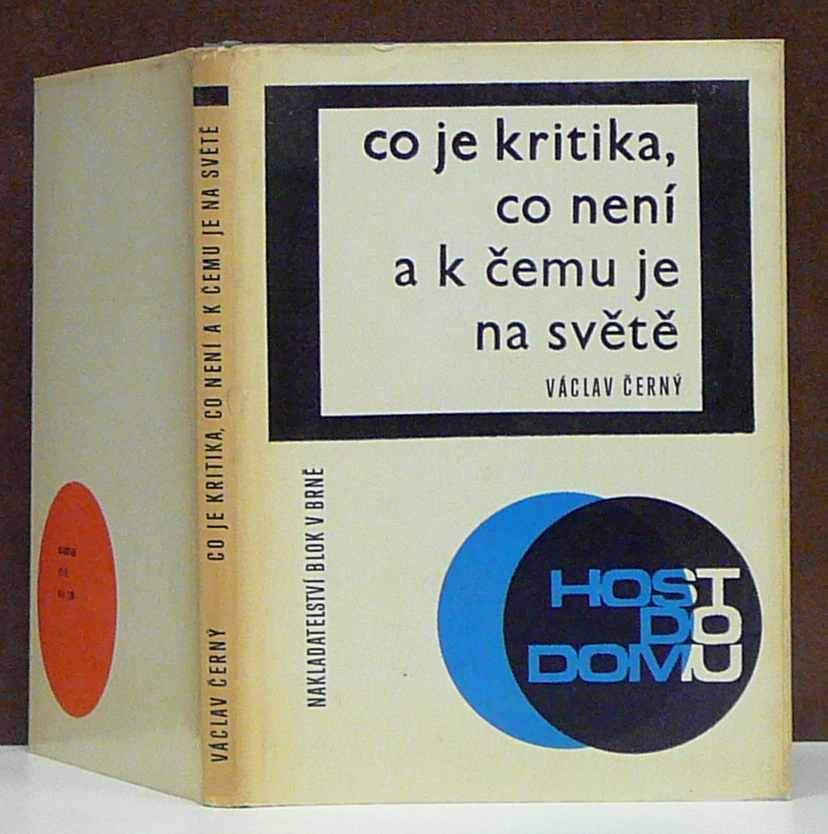 co je kritika,
co není
a k čemu je
na světě
VÁCLAV ČERNÝ
NAKLADATELSTVÍ BLOK V BRNĚ
HOST
DO
DOMU
VÁCLAV ČERNÝ CO JE KRITIKA, CO NENÍ A K ČEMU JE NA SVĚTĚ